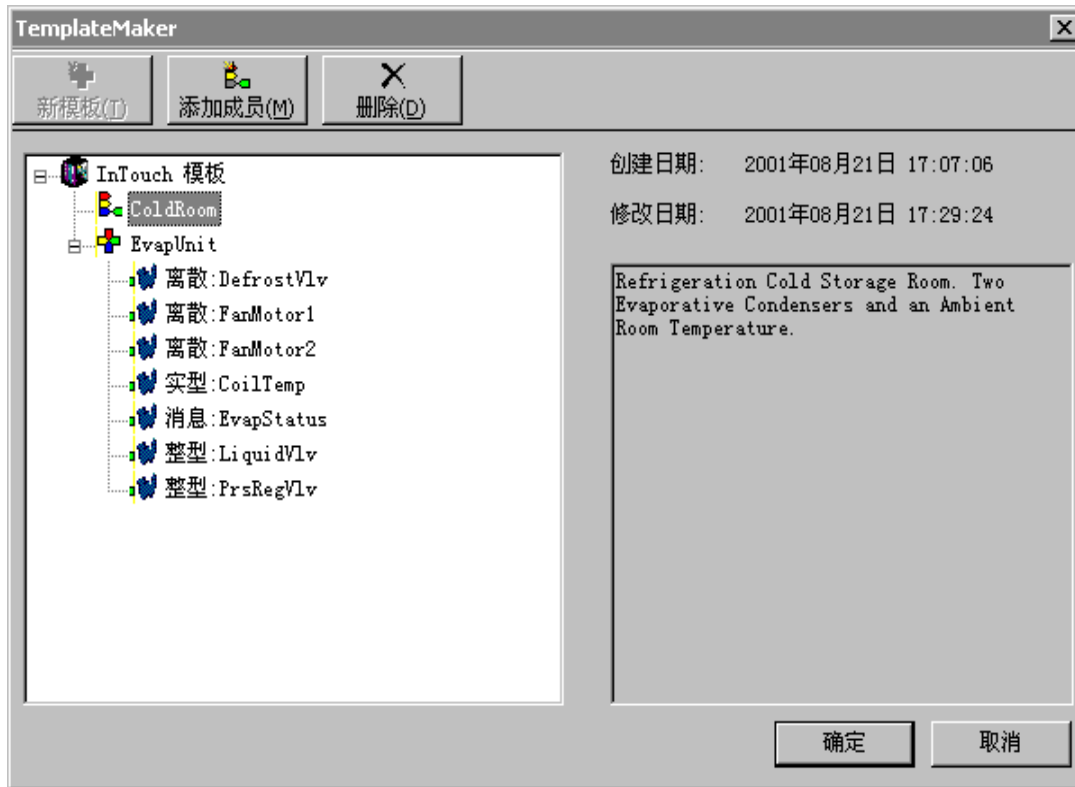 TemplateMaker
新模板(T) 添加成员(M) 删除(D)
InTouch 模板
ColdRoom
EvapUnit
离散:DefrostVlv
离散:FanMotor1
离散:FanMotor2
实型:CoilTemp
消息:EvapStatus
整型:LiquidVlv
整型:PrsRegVlv
创建日期: 2001年08月21日 17:07:06
修改日期: 2001年08月21日 17:29:24
Refrigeration Cold Storage Room. Two
Evaporative Condensers and an Ambient
Room Temperature.
确定 取消